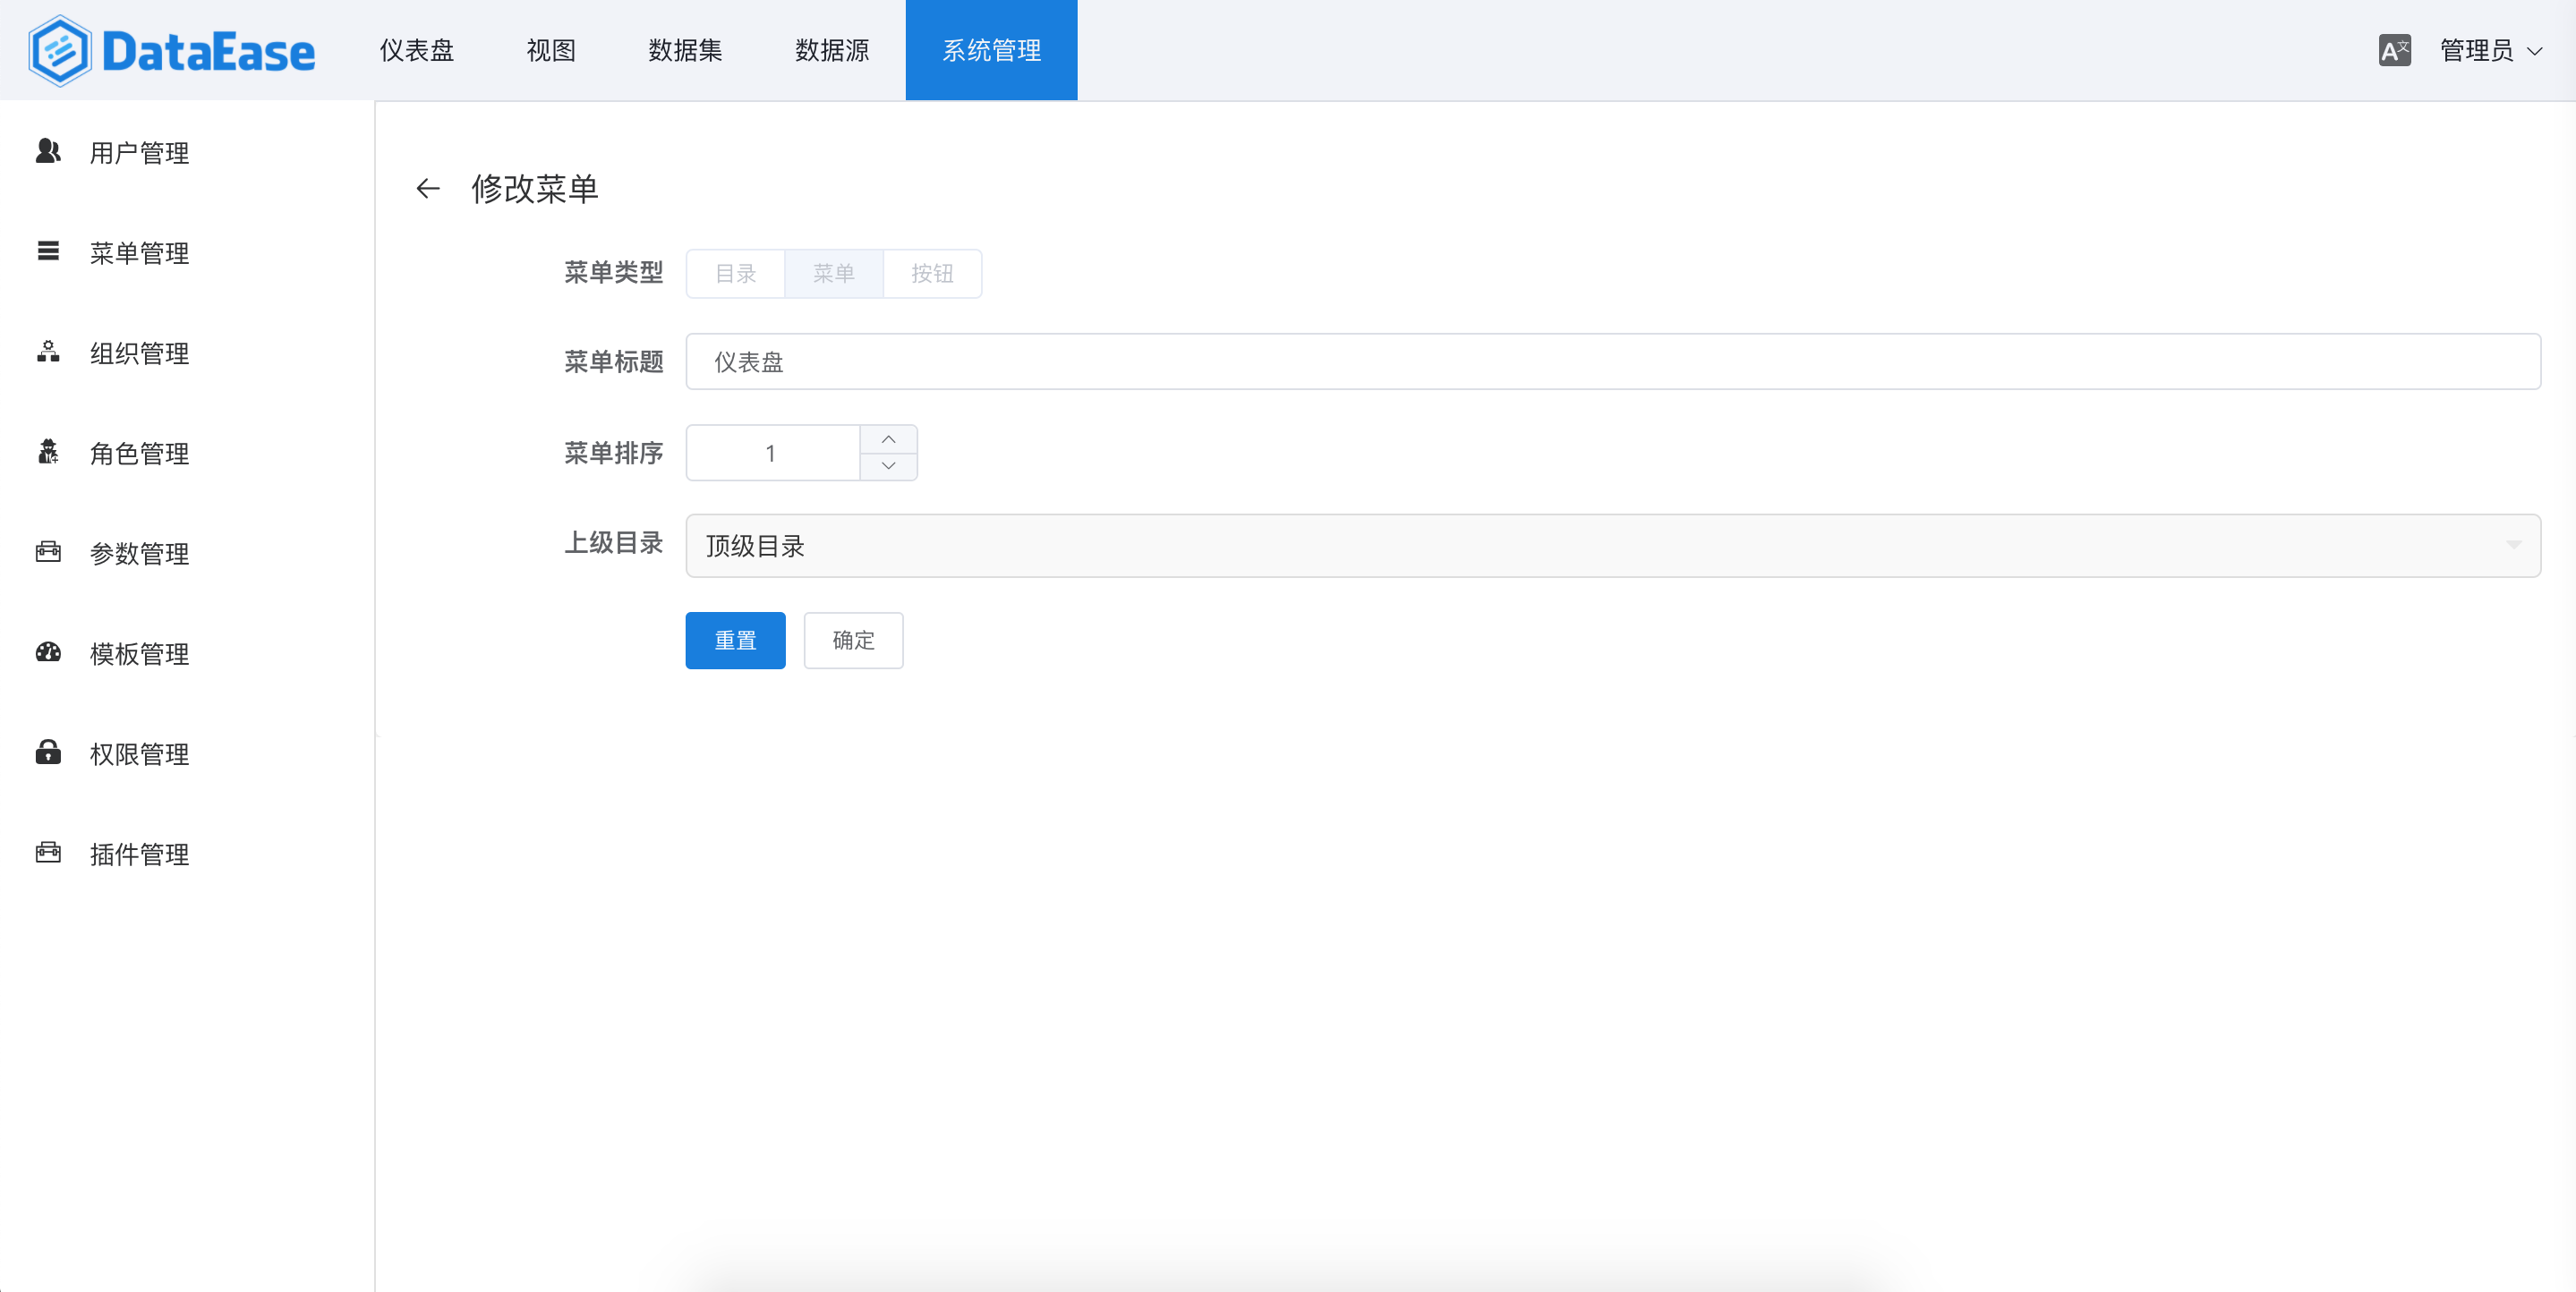 DataEase 仪表盘 视图 数据集 数据源 系统管理 A文 管理员
用户管理
菜单管理
组织管理
角色管理
参数管理
模板管理
权限管理
插件管理
修改菜单
菜单类型 目录 菜单 按钮
菜单标题 仪表盘
菜单排序 1
上级目录 顶级目录
重置 确定